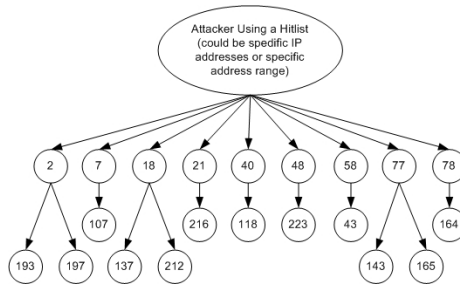 Attacker Using a Hitlist
(could be spedific IP
addresses or specific
address range)
2 7 18 21 40 48 58 77 78
107 216 118 223 43 164
193 197 137 212 143 165